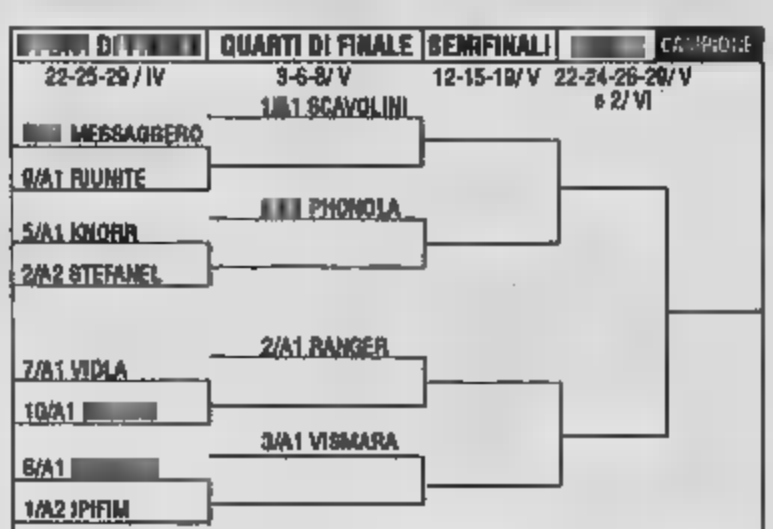 QUARTI DI FINALE SEMIFINALI CAMPIONE
22-25-29/IV 3-6-8/V 12-15-19/V 22-24-26-29/V
e 2/VI
1/A1 SCAVOLINI
MESSAGGERO
9/A1 RIUNITE
PHONOLA
5/A1 KNORR
2/A2 STEFANEL
2/A1 RANGER
7/A1 VIOLA
10/A1
3/A1 VISMARA
6/A1
1/A2 IPIFIM